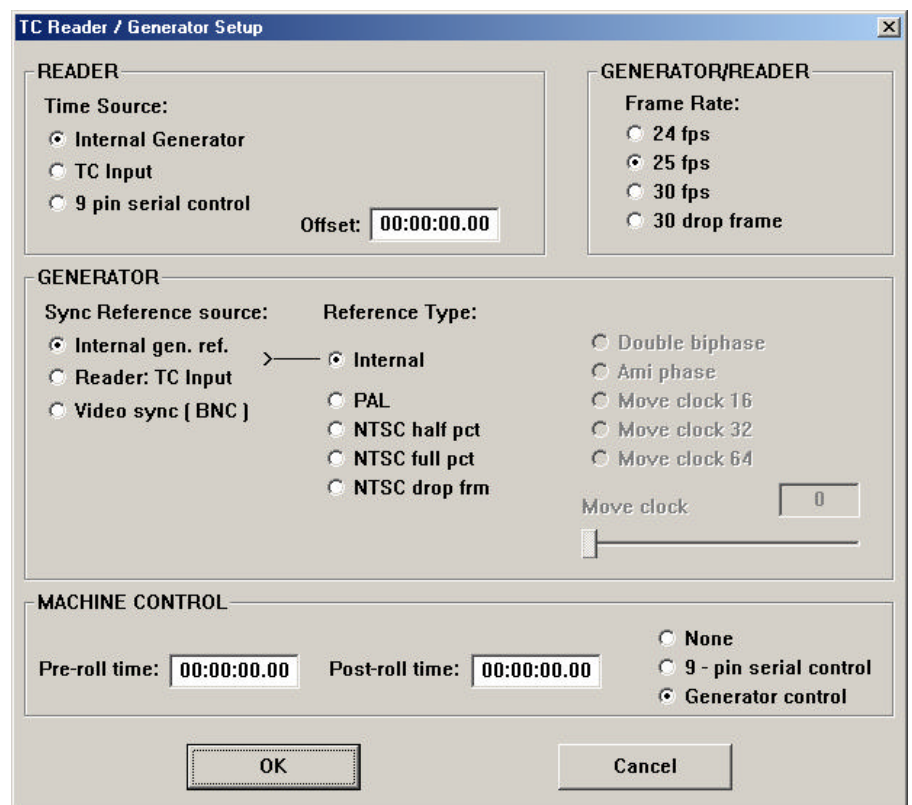 TC Reader / Generator Setup
READER
Time Source:
Internal Generator
TC Input
9 pin serial control
Offset: 00:00:00.00
GENERATOR/READER
Frame Rate:
24 fps
25 fps
30 fps
30 drop frame
GENERATOR
Sync Reference source:
Internal gen. ref.
Reader: TC Input
Video sync ( BNC )
Reference Type:
Internal
PAL
NTSC half pct
NTSC full pct
NTSC drop frm
Double biphase
Ami phase
Move clock 16
Move clock 32
Move clock 64
Move clock 0
MACHINE CONTROL
Pre-roll time: 00:00:00.00
Post-roll time: 00:00:00.00
None
9 - pin serial control
Generator control
OK
Cancel